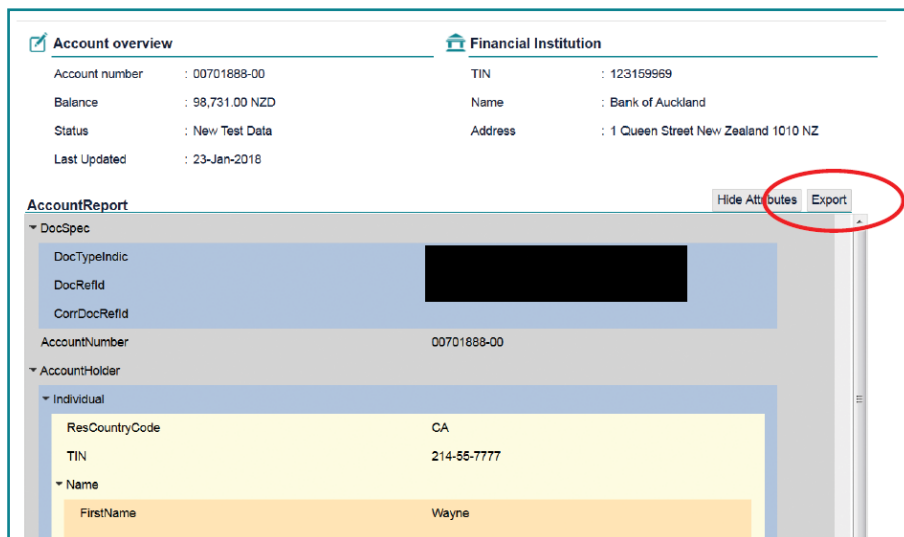 Account overview
Account number : 00701888-00
Balance : 98,731.00 NZD
Status : New Test Data
Last Updated : 23-Jan-2018
Financial Institution
TIN : 123159969
Name : Bank of Auckland
Address : 1 Queen Street New Zealand 1010 NZ
AccountReport
Hide Attributes Export
DocSpec
DocTypeIndic
DocRefId
CorrDocRefId
AccountNumber 00701888-00
AccountHolder
Individual
ResCountryCode CA
TIN 214-55-7777
Name
FirstName Wayne